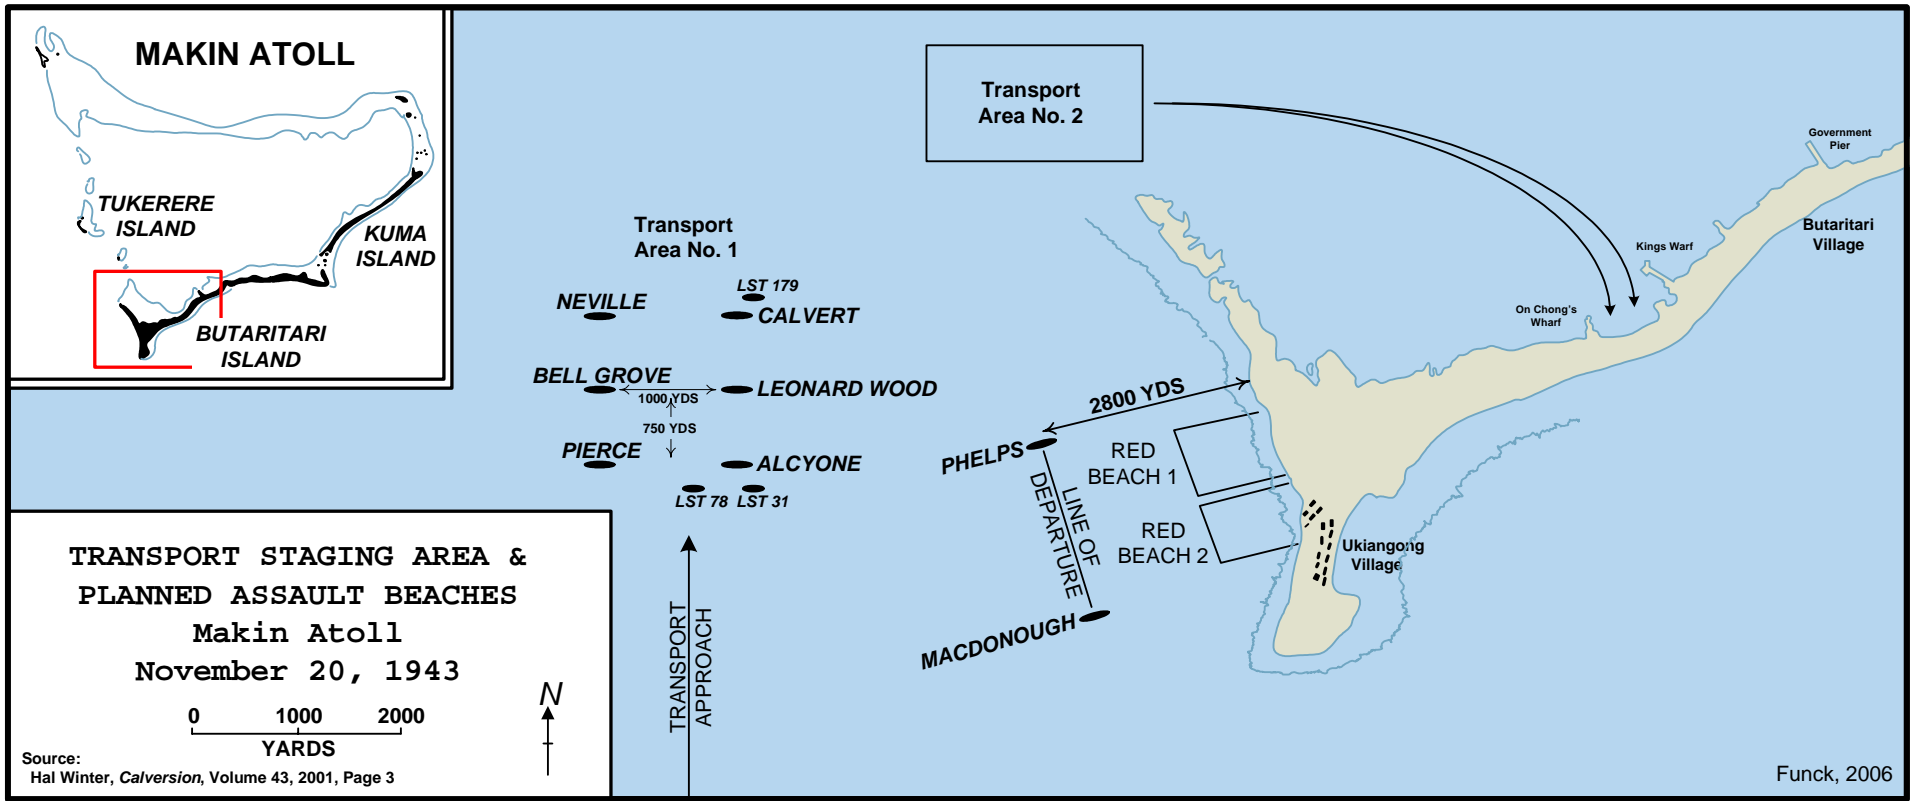 MAKIN ATOLL
TUKERERE
ISLAND
KUMA
ISLAND
BUTARITARI
ISLAND
Transport
Area No. 1
LST 179
NEVILLE
CALVERT
BELL GROVE
LEONARD WOOD
1000 YDS
750 YDS
PIERCE
ALCYONE
LST 78
LST 31
TRANSPORT
APPROACH
Transport
Area No. 2
Government
Pier
Butaritari
Village
Kings Warf
On Chong's
Wharf
2800 YDS
PHELPS
RED
BEACH 1
LINE OF
DEPARTURE
RED
BEACH 2
Ukiangong
Village
MACDONOUGH
TRANSPORT STAGING AREA &
PLANNED ASSAULT BEACHES
Makin Atoll
November 20, 1943
N
0 1000 2000
YARDS
Source:
Hal Winter, Calversion, Volume 43, 2001, Page 3
Funck, 2006